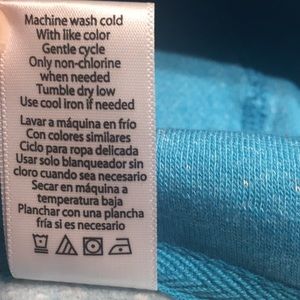 Machine wash cold
With like color
Gentle cycle
Only non-chlorine
when needed
Tumble dry low
Use cool iron if needed
Lavar a máquina en frío
Con colores similares
Ciclo para ropa delicada
Usar solo blanqueador sin
cloro cuando sea necesario
Secar en máquina a
temperatura baja
Planchar con una plancha
fría si es necesario